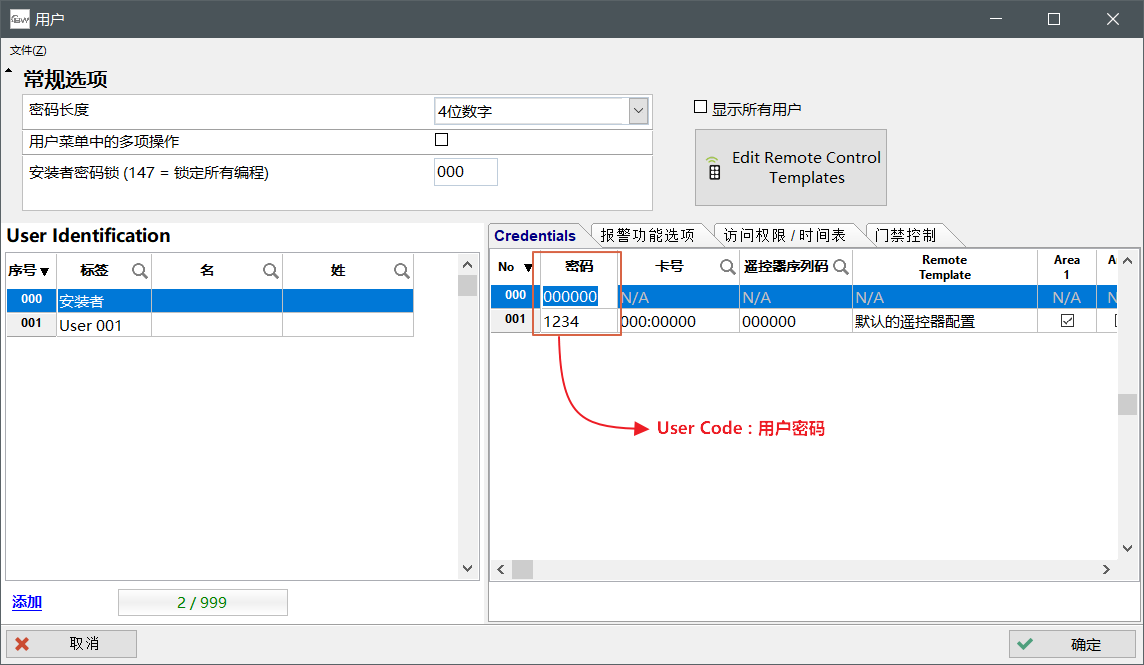 用户
文件(Z)
常规选项
密码长度
4位数字
显示所有用户
用户菜单中的多项操作
安装者密码锁 (147 = 锁定所有编程)
000
Edit Remote Control
Templates
User Identification
序号 标签 名 姓
000 安装者
001 User 001
Credentials 报警功能选项 访问权限 / 时间表 门禁控制
No 密码 卡号 遥控器序列码 Remote
Template Area
1
000 000000 N/A N/A N/A N/A
001 1234 000:00000 000000 默认的遥控器配置
User Code : 用户密码
添加
2 / 999
取消
确定